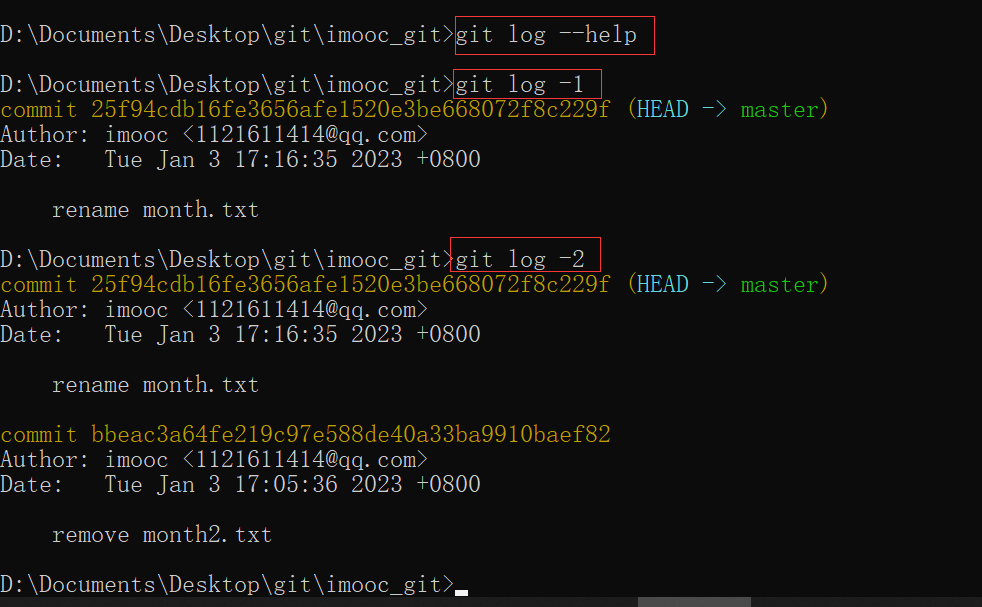 D:\Documents\Desktop\git\imooc_git>git log --help
D:\Documents\Desktop\git\imooc_git>git log -1
commit 25f94cdb16fe3656afe1520e3be668072f8c229f (HEAD -> master)
Author: imooc <1121611414@qq.com>
Date:   Tue Jan 3 17:16:35 2023 +0800
    rename month.txt
D:\Documents\Desktop\git\imooc_git>git log -2
commit 25f94cdb16fe3656afe1520e3be668072f8c229f (HEAD -> master)
Author: imooc <1121611414@qq.com>
Date:   Tue Jan 3 17:16:35 2023 +0800
    rename month.txt
commit bbeac3a64fe219c97e588de40a33ba9910baef82
Author: imooc <1121611414@qq.com>
Date:   Tue Jan 3 17:05:36 2023 +0800
    remove month2.txt
D:\Documents\Desktop\git\imooc_git>